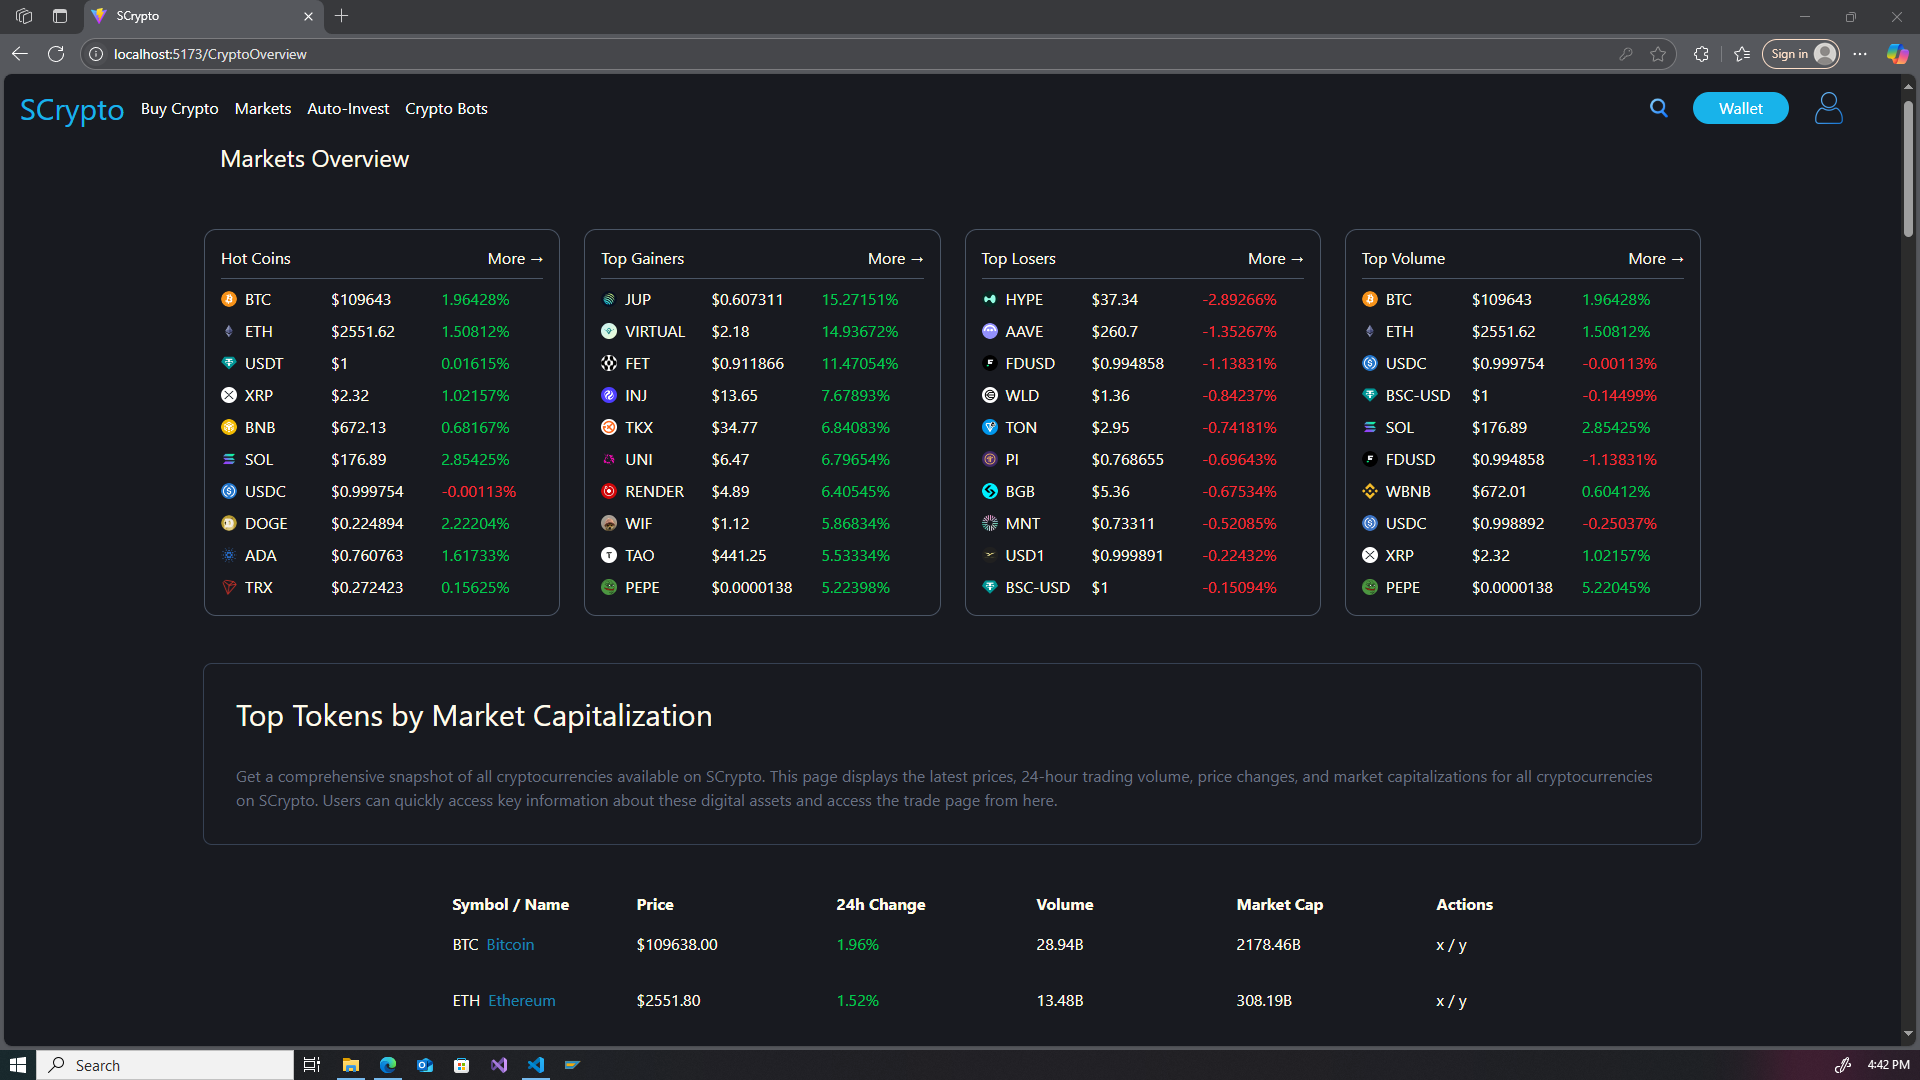 SCrypto
localhost:5173/CryptoOverview
Sign in
SCrypto Buy Crypto Markets Auto-Invest Crypto Bots Wallet
Markets Overview
Hot Coins More →
BTC $109643 1.96428%
ETH $2551.62 1.50812%
USDT $1 0.01615%
XRP $2.32 1.02157%
BNB $672.13 0.68167%
SOL $176.89 2.85425%
USDC $0.999754 -0.00113%
DOGE $0.224894 2.22204%
ADA $0.760763 1.61733%
TRX $0.272423 0.15625%
Top Gainers More →
JUP $0.607311 15.27151%
VIRTUAL $2.18 14.93672%
FET $0.911866 11.47054%
INJ $13.65 7.67893%
TKX $34.77 6.84083%
UNI $6.47 6.79654%
RENDER $4.89 6.40545%
WIF $1.12 5.86834%
TAO $441.25 5.53334%
PEPE $0.0000138 5.22398%
Top Losers More →
HYPE $37.34 -2.89266%
AAVE $260.7 -1.35267%
FDUSD $0.994858 -1.13831%
WLD $1.36 -0.84237%
TON $2.95 -0.74181%
PI $0.768655 -0.69643%
BGB $5.36 -0.67534%
MNT $0.73311 -0.52085%
USD1 $0.999891 -0.22432%
BSC-USD $1 -0.15094%
Top Volume More →
BTC $109643 1.96428%
ETH $2551.62 1.50812%
USDC $0.999754 -0.00113%
BSC-USD $1 -0.14499%
SOL $176.89 2.85425%
FDUSD $0.994858 -1.13831%
WBNB $672.01 0.60412%
USDC $0.998892 -0.25037%
XRP $2.32 1.02157%
PEPE $0.0000138 5.22045%
Top Tokens by Market Capitalization
Get a comprehensive snapshot of all cryptocurrencies available on SCrypto. This page displays the latest prices, 24-hour trading volume, price changes, and market capitalizations for all cryptocurrencies
on SCrypto. Users can quickly access key information about these digital assets and access the trade page from here.
Symbol / Name Price 24h Change Volume Market Cap Actions
BTC Bitcoin $109638.00 1.96% 28.94B 2178.46B x / y
ETH Ethereum $2551.80 1.52% 13.48B 308.19B x / y
Search
4:42 PM